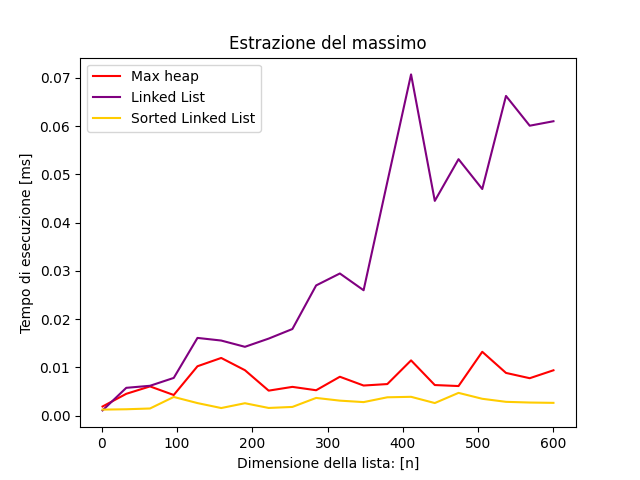 Estrazione del massimo
Max heap
Linked List
Sorted Linked List
Tempo di esecuzione [ms]
0.07
0.06
0.05
0.04
0.03
0.02
0.01
0.00
0 100 200 300 400 500 600
Dimensione della lista: [n]